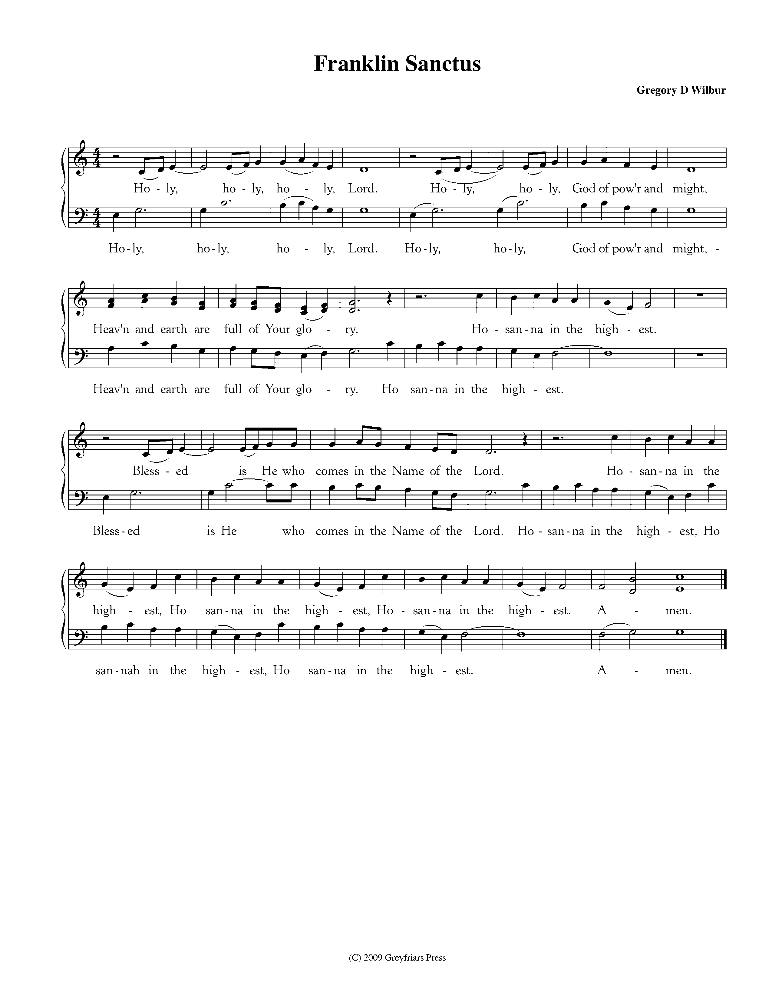 Franklin Sanctus
Gregory D Wilbur
Ho - ly, ho - ly, ho - ly, Lord. Ho - ly, ho - ly, God of pow'r and might,
Ho - ly, ho - ly, ho - ly, Lord. Ho - ly, ho - ly, God of pow'r and might, -
Heav'n and earth are full of Your glo - ry. Ho - san - na in the high - est.
Heav'n and earth are full of Your glo - ry. Ho san - na in the high - est.
Bless - ed is He who comes in the Name of the Lord. Ho - san - na in the
Bless - ed is He who comes in the Name of the Lord. Ho - san - na in the high - est, Ho
high - est, Ho san - na in the high - est, Ho - san - na in the high - est. A - men.
san - nah in the high - est, Ho san - na in the high - est. A - men.
(C) 2009 Greyfriars Press